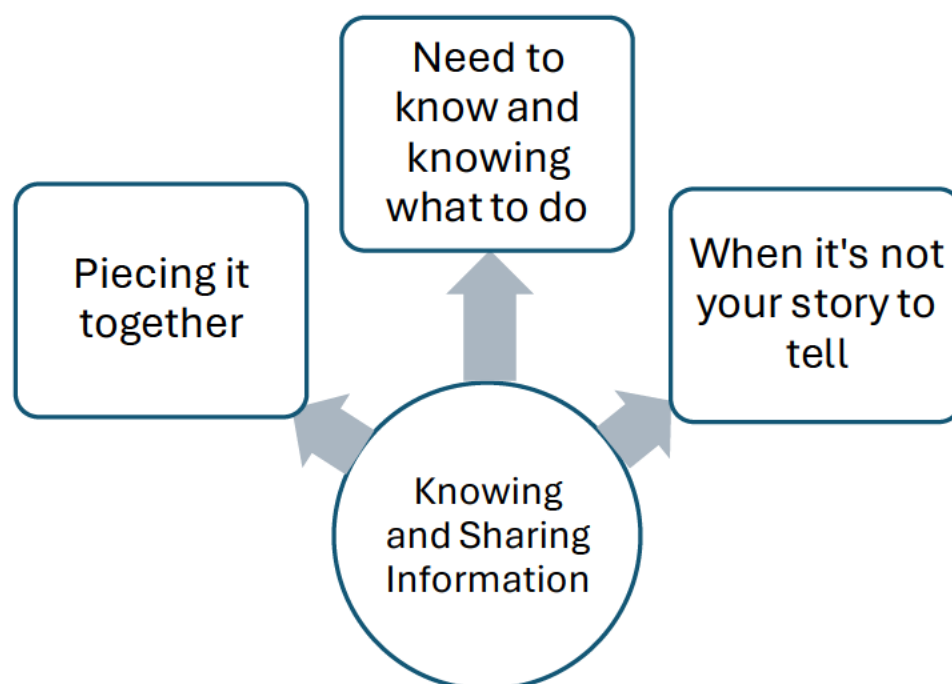 Need to
know and
knowing
what to do
Piecing it
together
When it's not
your story to
tell
Knowing
and Sharing
Information